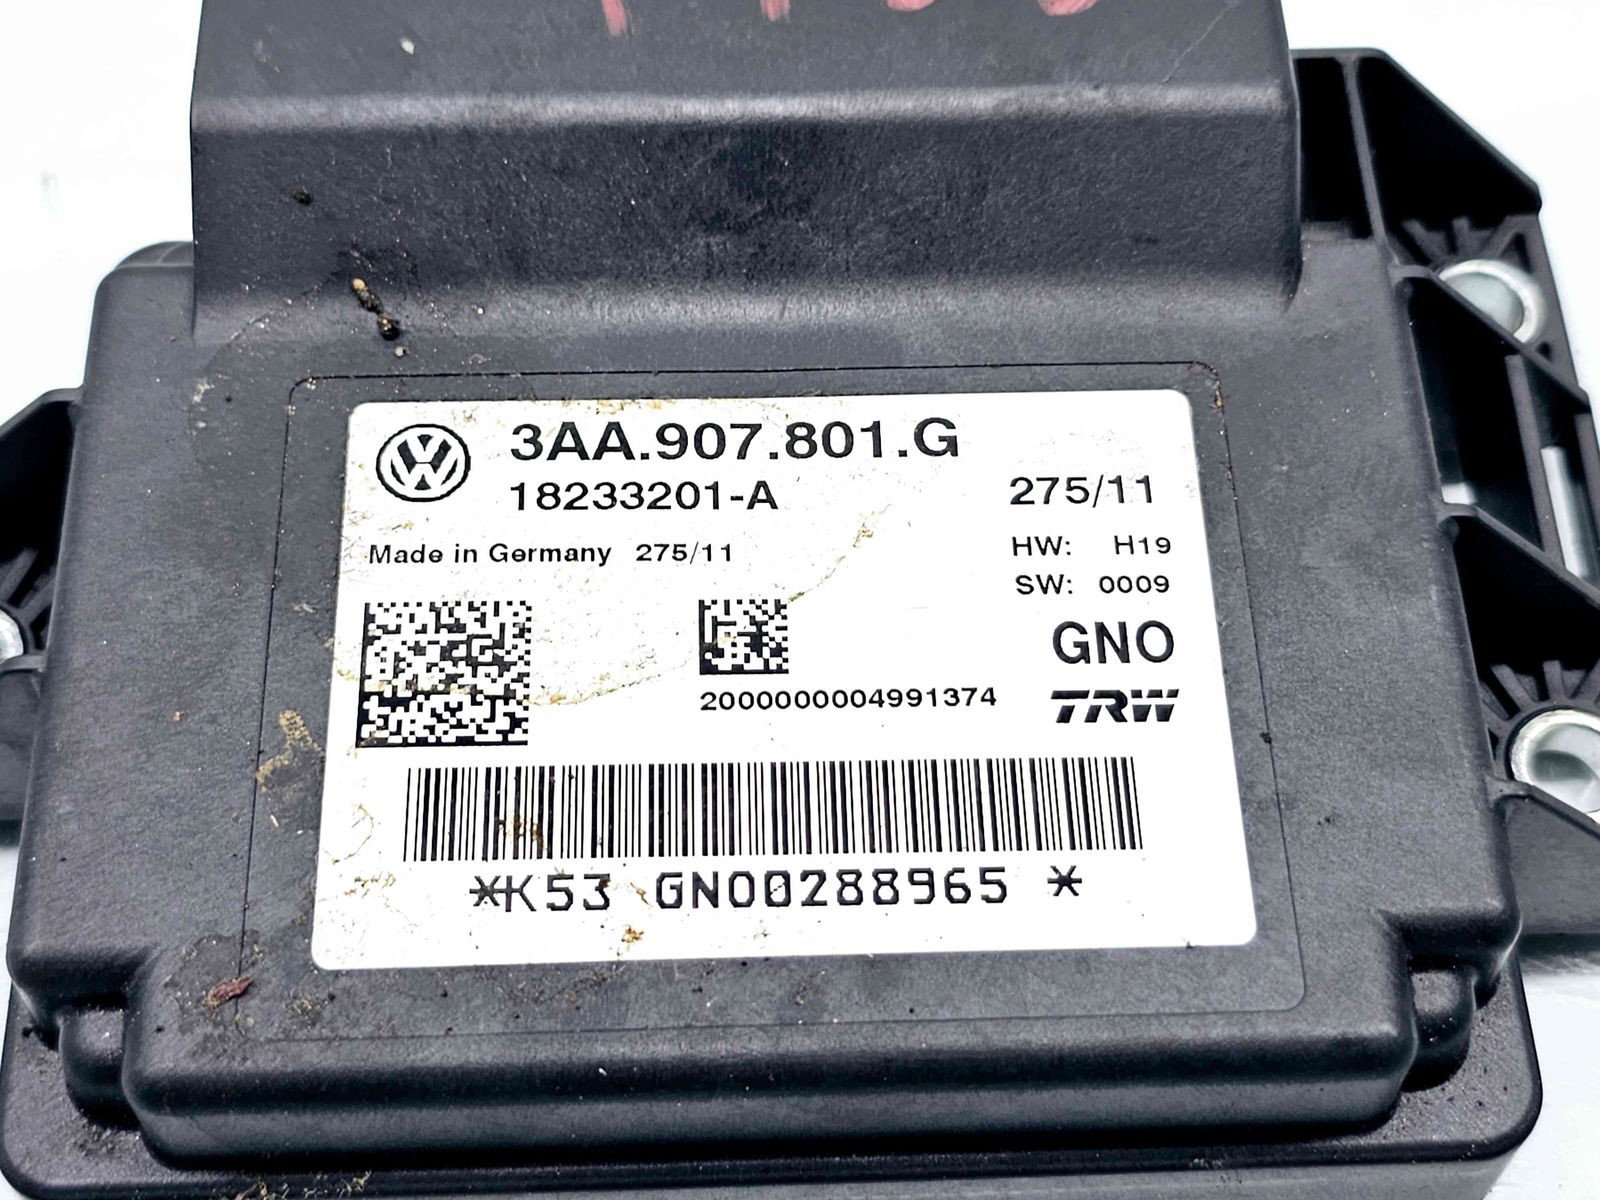 3AA.907.801.G
18233201-A
275/11
Made in Germany 275/11
HW: H19
SW: 0009
GNO
2000000004991374
TRW
*K53 GNO0288965 *